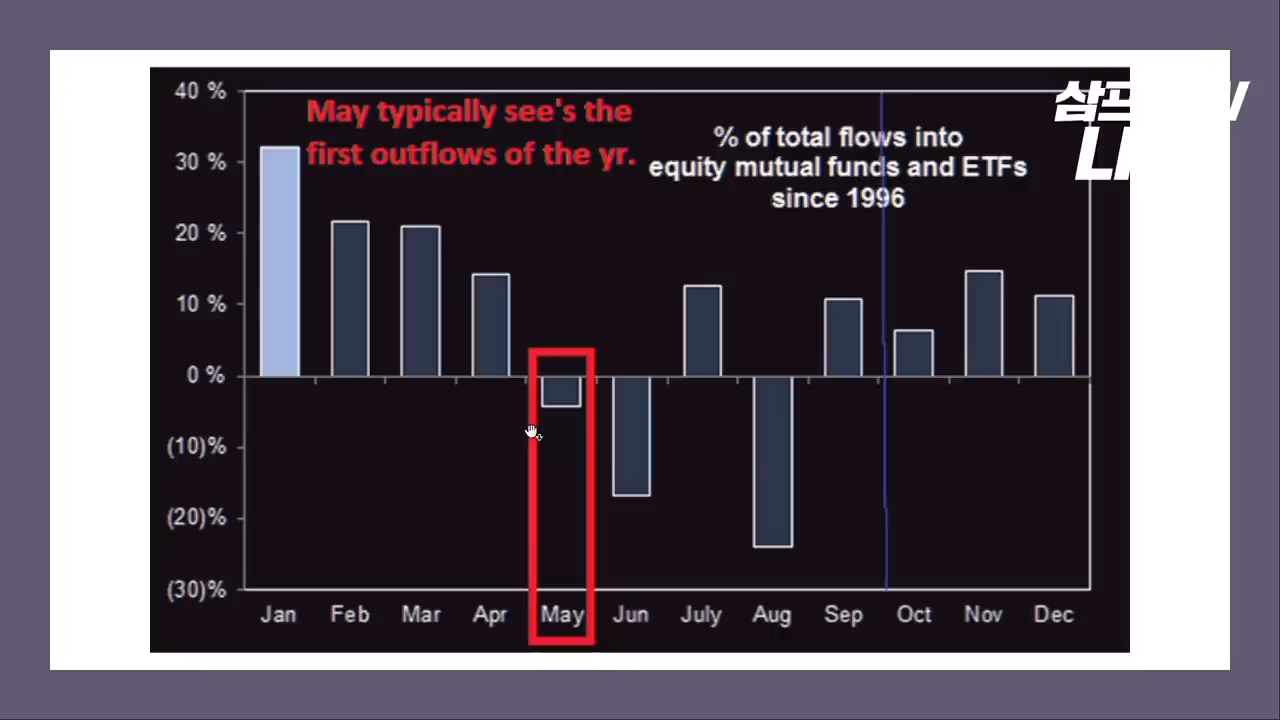 May typically see's the
first outflows of the yr.
% of total flows into
equity mutual funds and ETFs
since 1996
40 %
30 %
20 %
10 %
0 %
(10)%
(20)%
(30)%
Jan Feb Mar Apr May Jun July Aug Sep Oct Nov Dec
삼프